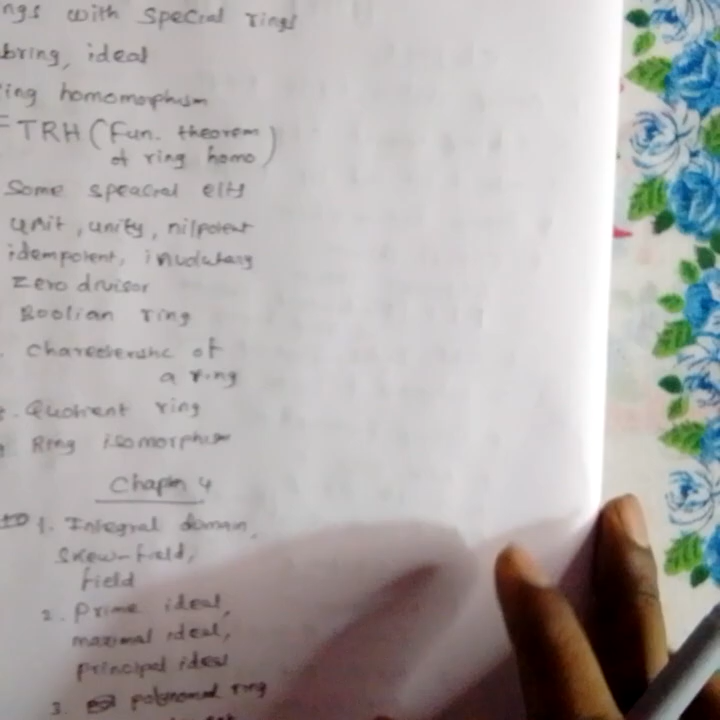 ngs with special rings
bring, ideal
ing homomorphism
FTRH (Fun. theorem
of ring homo)
Some speacial elts
unit, unity, nilpotent
idempotent, involutary
Zero divisor
Boolian ring
. Charecteristic of
a ring
. Quotient ring
Ring isomorphism
Chapter 4
1. Integral domain,
Skew-field,
field
2. Prime ideal,
maximal ideal,
principal ideal
3. polynomial ring